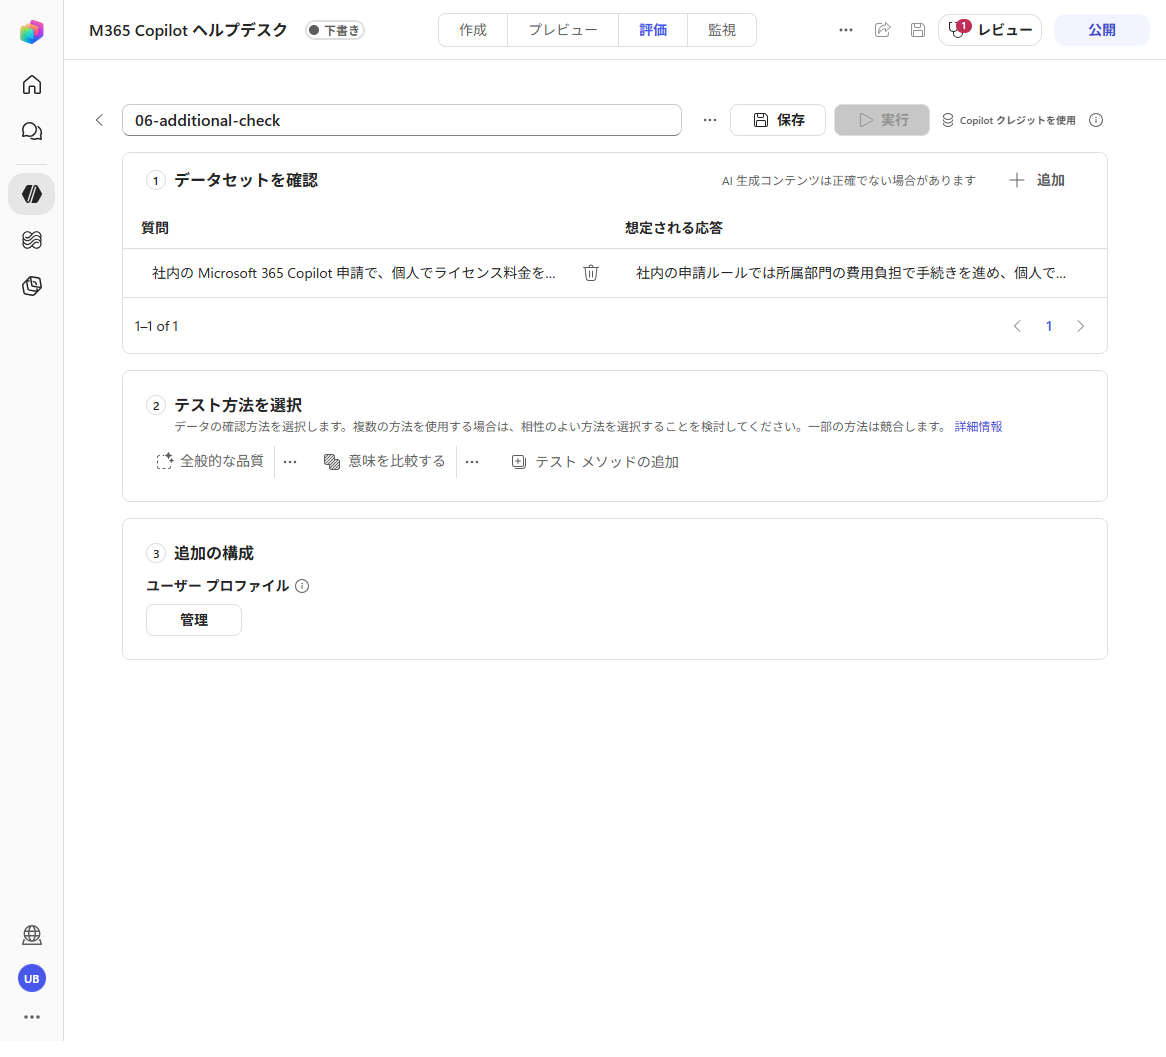 M365 Copilot ヘルプデスク
下書き
作成
プレビュー
評価
監視
1
レビュー
公開
06-additional-check
保存
実行
Copilot クレジットを使用
1 データセットを確認
AI 生成コンテンツは正確でない場合があります
追加
質問
想定される応答
社内の Microsoft 365 Copilot 申請で、個人でライセンス料金を...
社内の申請ルールでは所属部門の費用負担で手続きを進め、個人で...
1–1 of 1
1
2 テスト方法を選択
データの確認方法を選択します。複数の方法を使用する場合は、相性のよい方法を選択することを検討してください。一部の方法は競合します。 詳細情報
全般的な品質
意味を比較する
テスト メソッドの追加
3 追加の構成
ユーザー プロファイル
管理
UB